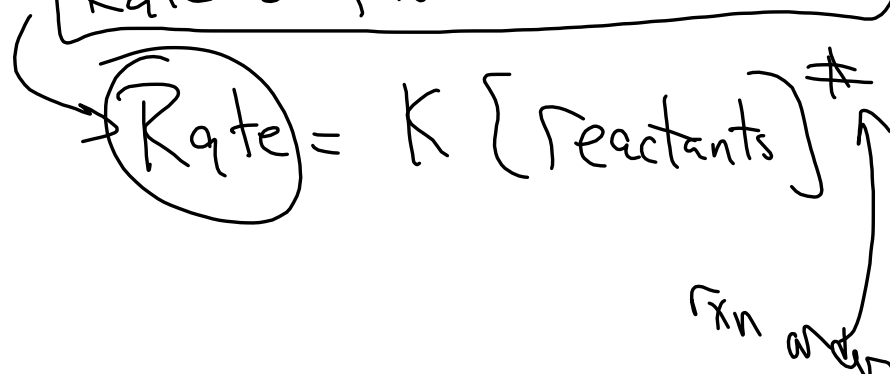 Rate = K [reactants]^#
rxn order